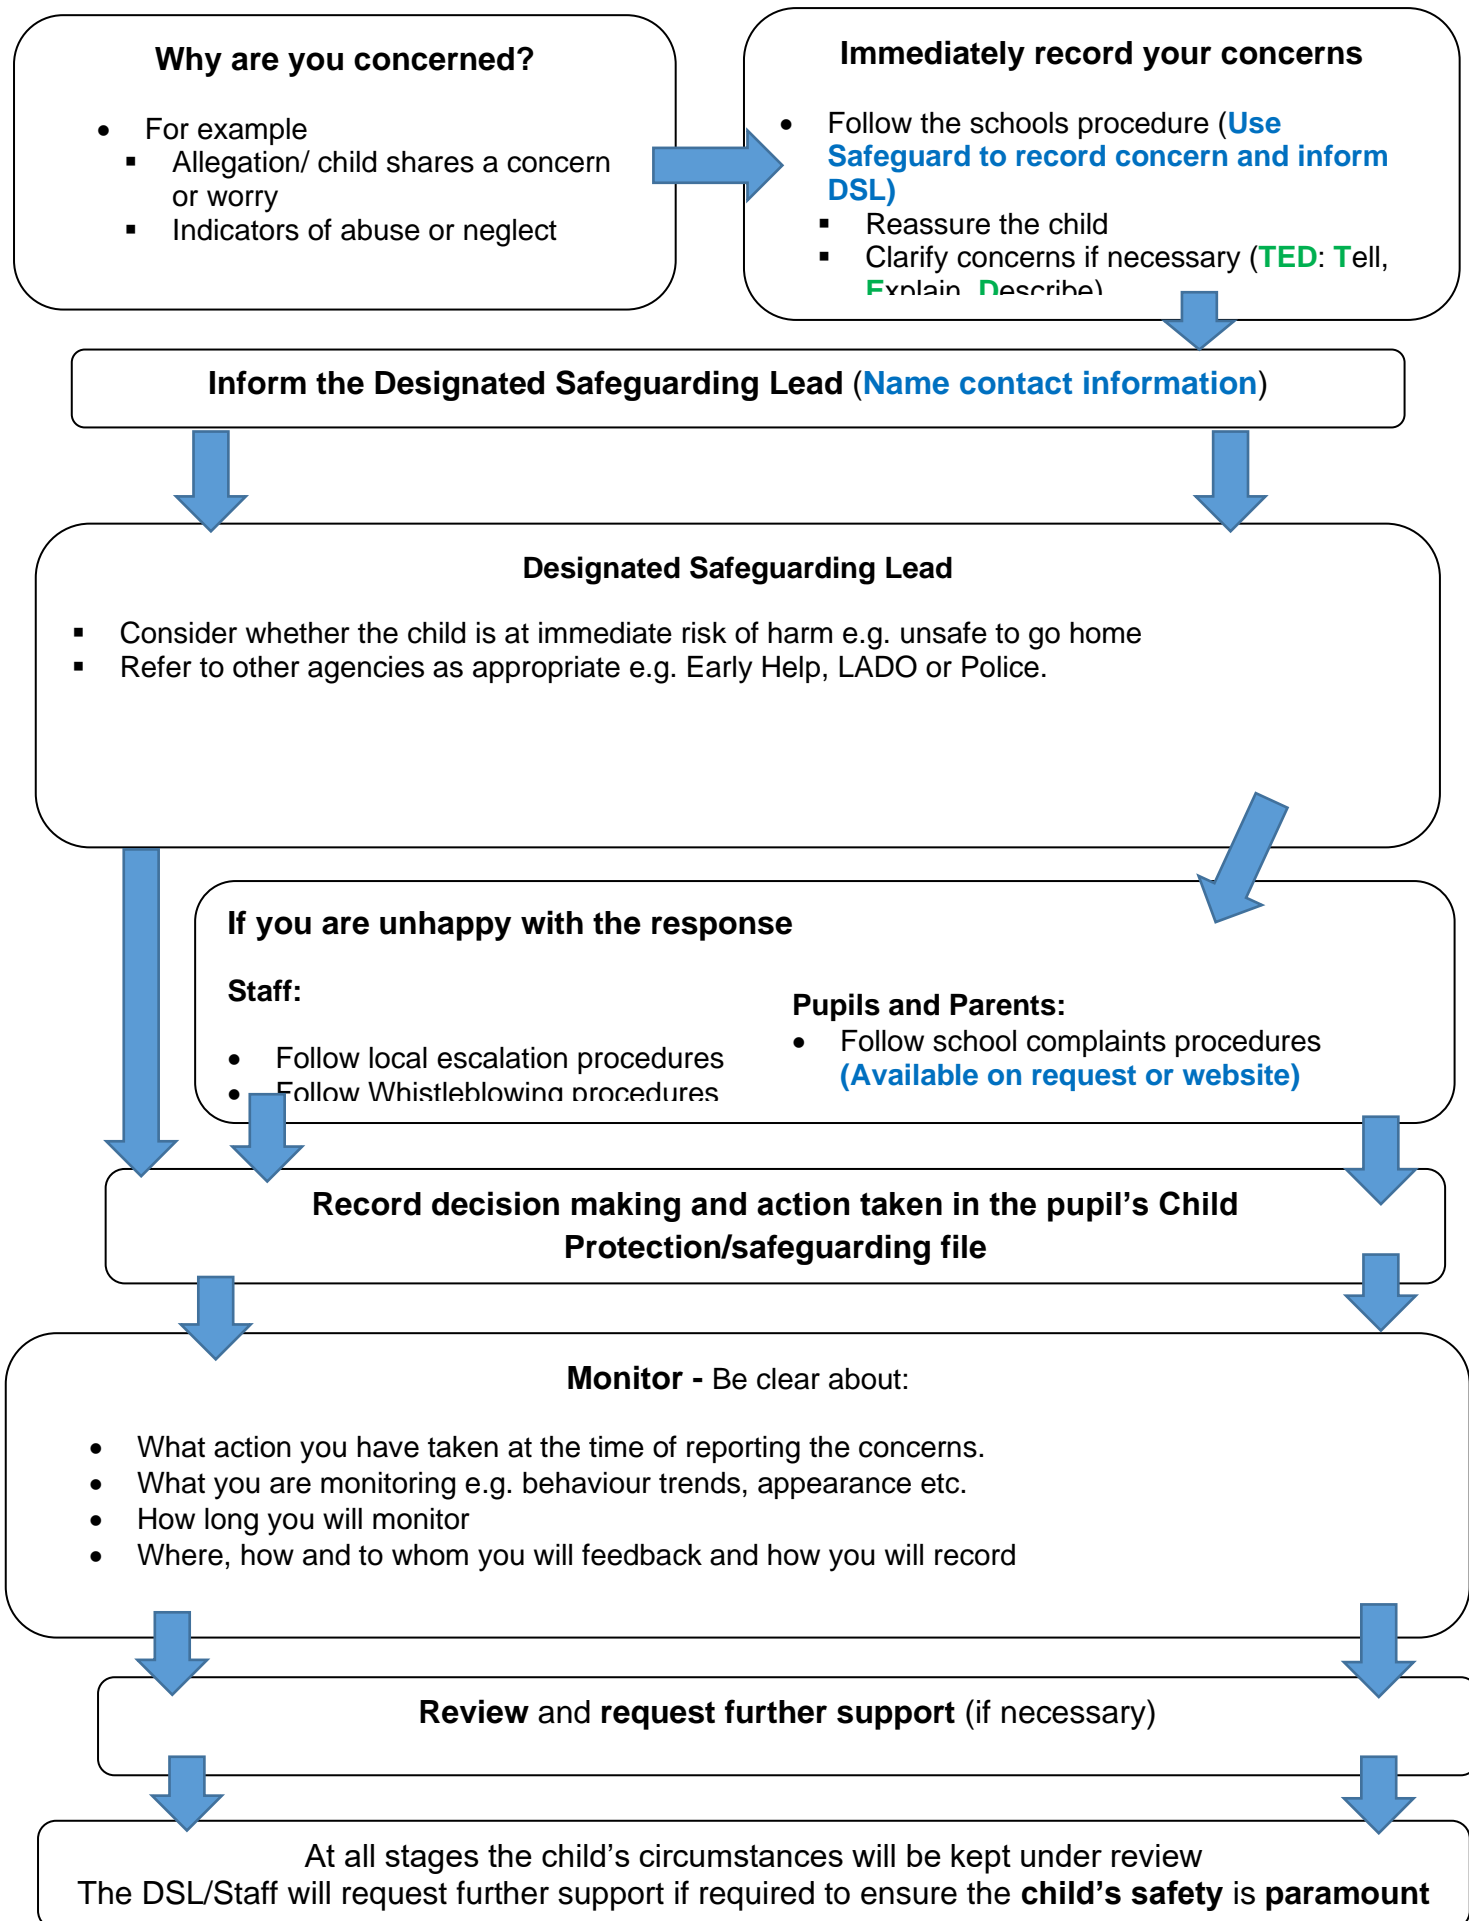 Why are you concerned?
• For example
▪ Allegation/ child shares a concern
or worry
▪ Indicators of abuse or neglect
Immediately record your concerns
• Follow the schools procedure (Use
Safeguard to record concern and inform
DSL)
▪ Reassure the child
▪ Clarify concerns if necessary (TED: Tell,
Explain, Describe)
Inform the Designated Safeguarding Lead (Name contact information)
Designated Safeguarding Lead
▪ Consider whether the child is at immediate risk of harm e.g. unsafe to go home
▪ Refer to other agencies as appropriate e.g. Early Help, LADO or Police.
If you are unhappy with the response
Staff:
• Follow local escalation procedures
• Follow Whistleblowing procedures
Pupils and Parents:
• Follow school complaints procedures
(Available on request or website)
Record decision making and action taken in the pupil’s Child
Protection/safeguarding file
Monitor - Be clear about:
• What action you have taken at the time of reporting the concerns.
• What you are monitoring e.g. behaviour trends, appearance etc.
• How long you will monitor
• Where, how and to whom you will feedback and how you will record
Review and request further support (if necessary)
At all stages the child’s circumstances will be kept under review
The DSL/Staff will request further support if required to ensure the child’s safety is paramount